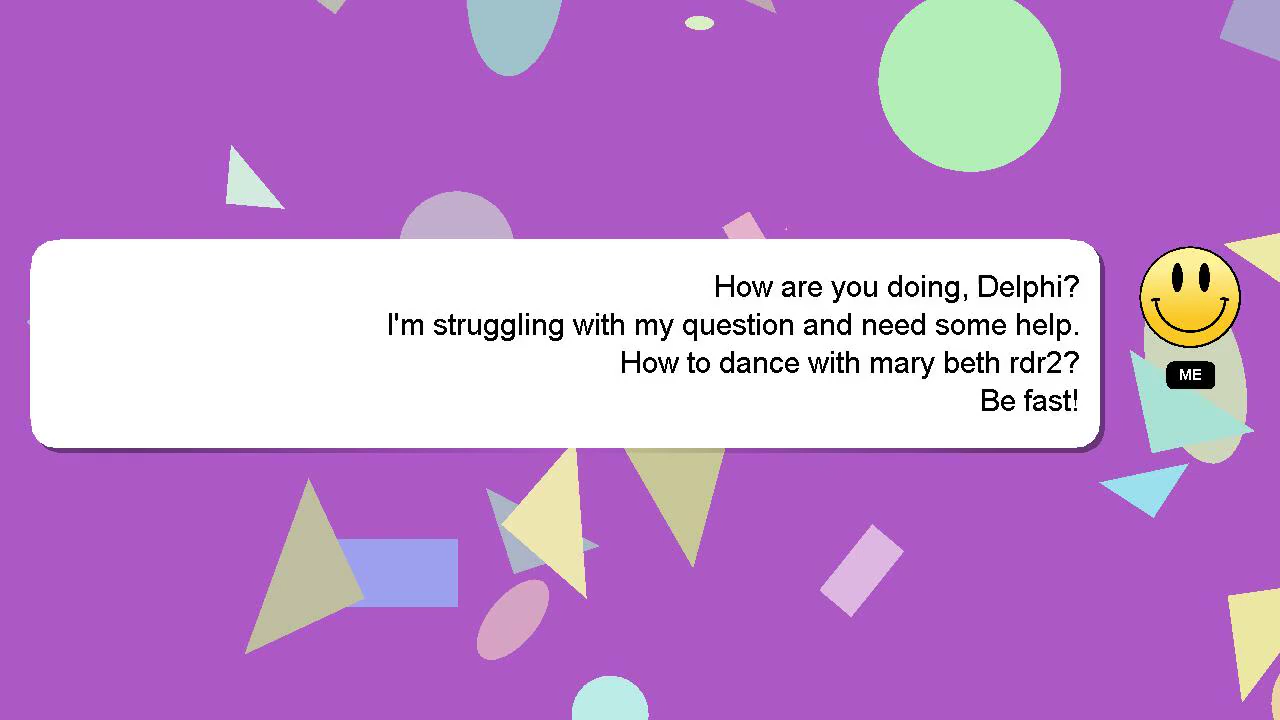 How are you doing, Delphi?
I'm struggling with my question and need some help.
How to dance with mary beth rdr2?
Be fast!
ME